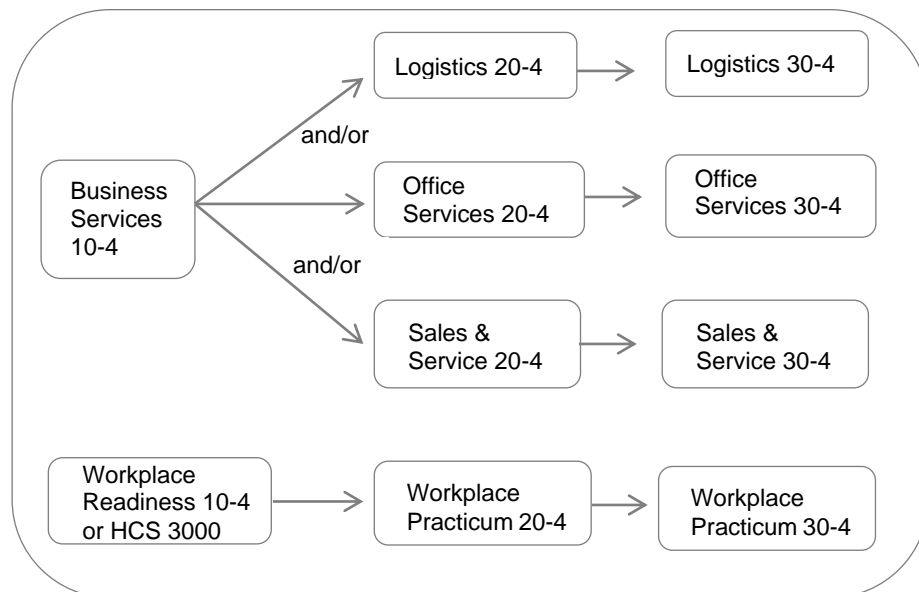 Logistics 20-4
Logistics 30-4
and/or
Business
Services
10-4
Office
Services 20-4
Office
Services 30-4
and/or
Sales &
Service 20-4
Sales &
Service 30-4
Workplace
Readiness 10-4
or HCS 3000
Workplace
Practicum 20-4
Workplace
Practicum 30-4